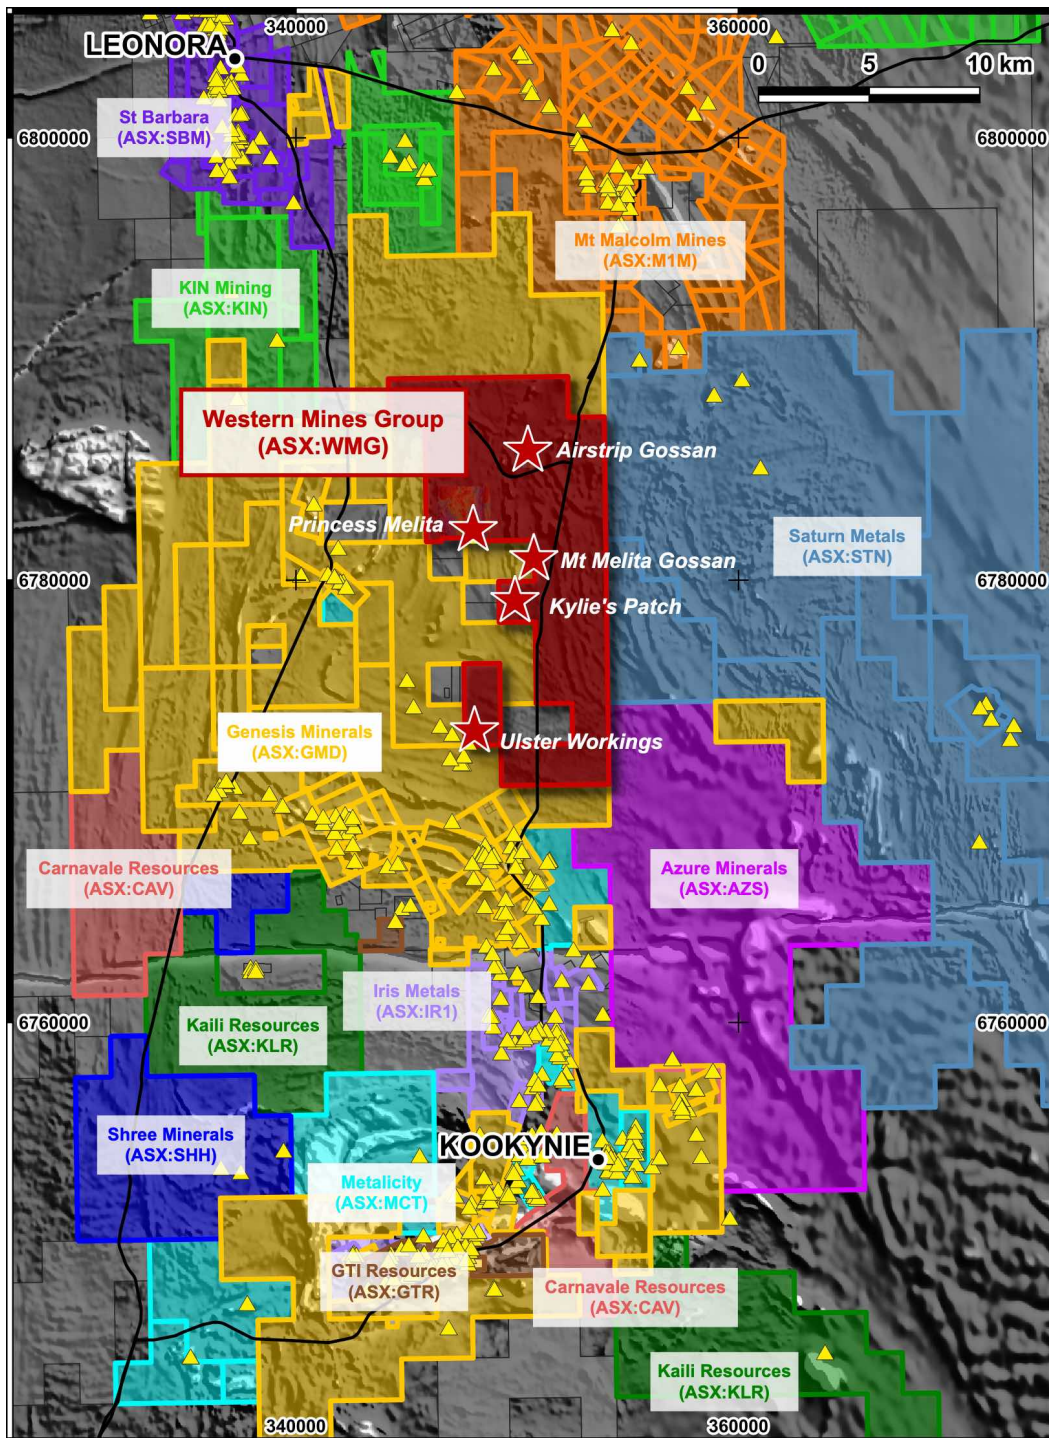 340000
360000
LEONORA
0
5
10 km
St Barbara
(ASX:SBM)
6800000
6800000
Mt Malcolm Mines
(ASX:M1M)
KIN Mining
(ASX:KIN)
Western Mines Group
(ASX:WMG)
Airstrip Gossan
Princess Melita
Saturn Metals
(ASX:STN)
Mt Melita Gossan
6780000
6780000
Kylie's Patch
Genesis Minerals
(ASX:GMD)
Ulster Workings
Carnavale Resources
(ASX:CAV)
Azure Minerals
(ASX:AZS)
Iris Metals
(ASX:IR1)
Kaili Resources
(ASX:KLR)
6760000
6760000
Shree Minerals
(ASX:SHH)
KOOKYNIE
Metalicity
(ASX:MCT)
GTI Resources
(ASX:GTR)
Carnavale Resources
(ASX:CAV)
Kaili Resources
(ASX:KLR)
340000
360000